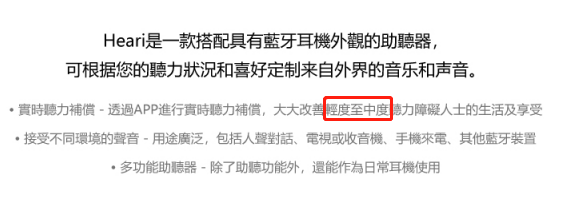 Heari是一款搭配具有藍牙耳機外觀的助聽器，
可根据您的聽力狀况和喜好定制来自外界的音乐和声音。
• 實時聽力補償 - 透過APP進行實時聽力補償，大大改善輕度至中度聽力障礙人士的生活及享受
• 接受不同環境的聲音 - 用途廣泛，包括人聲對話、電視或收音機、手機來電、其他藍牙裝置
• 多功能助聽器 - 除了助聽功能外，還能作為日常耳機使用